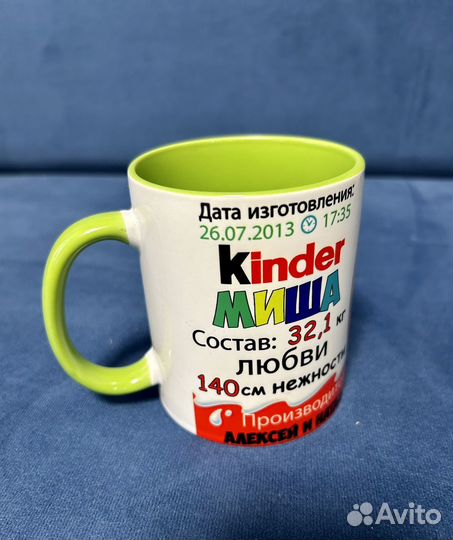 Дата изготовления:
26.07.2013 17:35
Kinder
МИША
Состав: 32,1 кг
любви
140см нежности
АЛЕКСЕЙ И
Avito